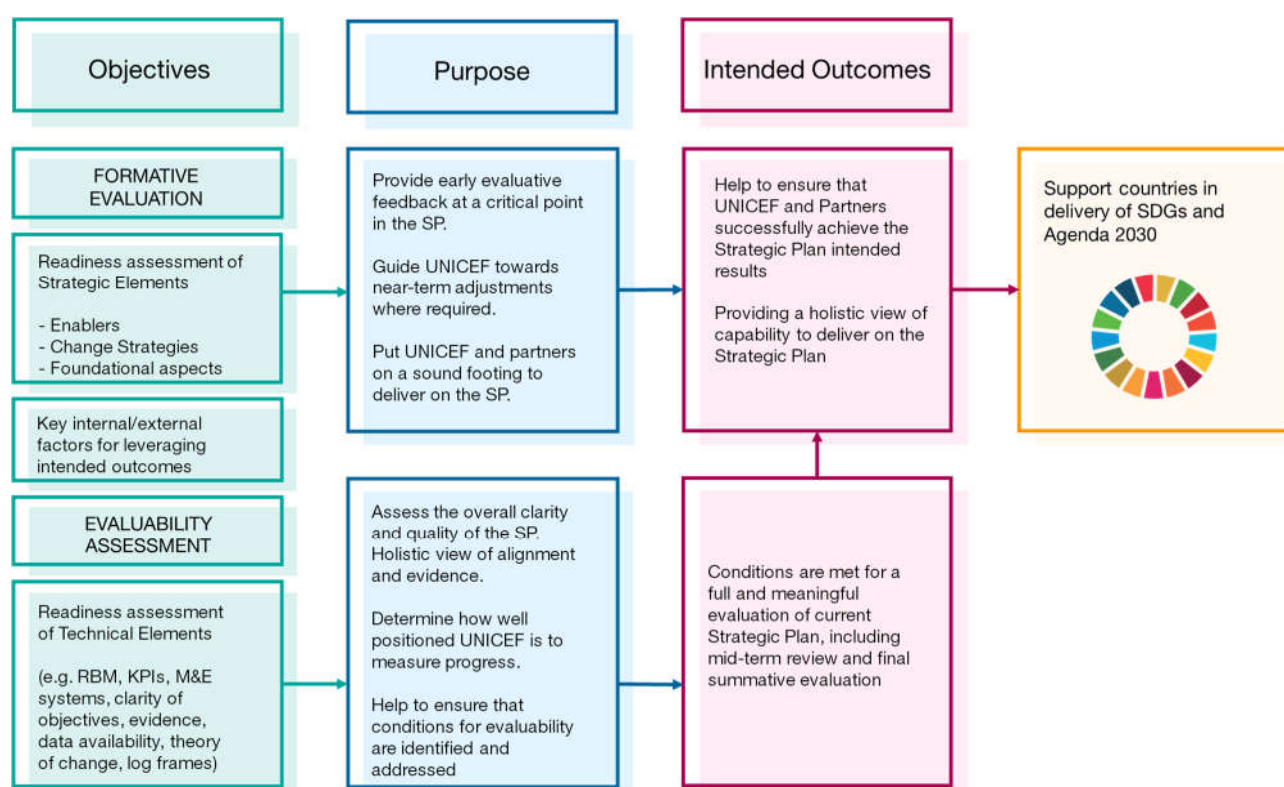 Objectives
Purpose
Intended Outcomes
FORMATIVE
EVALUATION
Readiness assessment of
Strategic Elements
- Enablers
- Change Strategies
- Foundational aspects
Key internal/external
factors for leveraging
intended outcomes
EVALUABILITY
ASSESSMENT
Readiness assessment
of Technical Elements
(e.g. RBM, KPIs, M&E
systems, clarity of
objectives, evidence,
data availability, theory
of change, log frames)
Provide early evaluative
feedback at a critical point
in the SP.
Guide UNICEF towards
near-term adjustments
where required.
Put UNICEF and partners
on a sound footing to
deliver on the SP.
Assess the overall clarity
and quality of the SP.
Holistic view of alignment
and evidence.
Determine how well
positioned UNICEF is to
measure progress.
Help to ensure that
conditions for evaluability
are identified and
addressed
Help to ensure that
UNICEF and Partners
successfully achieve the
Strategic Plan intended
results
Providing a holistic view of
capability to deliver on the
Strategic Plan
Conditions are met for a
full and meaningful
evaluation of current
Strategic Plan, including
mid-term review and final
summative evaluation
Support countries in
delivery of SDGs and
Agenda 2030